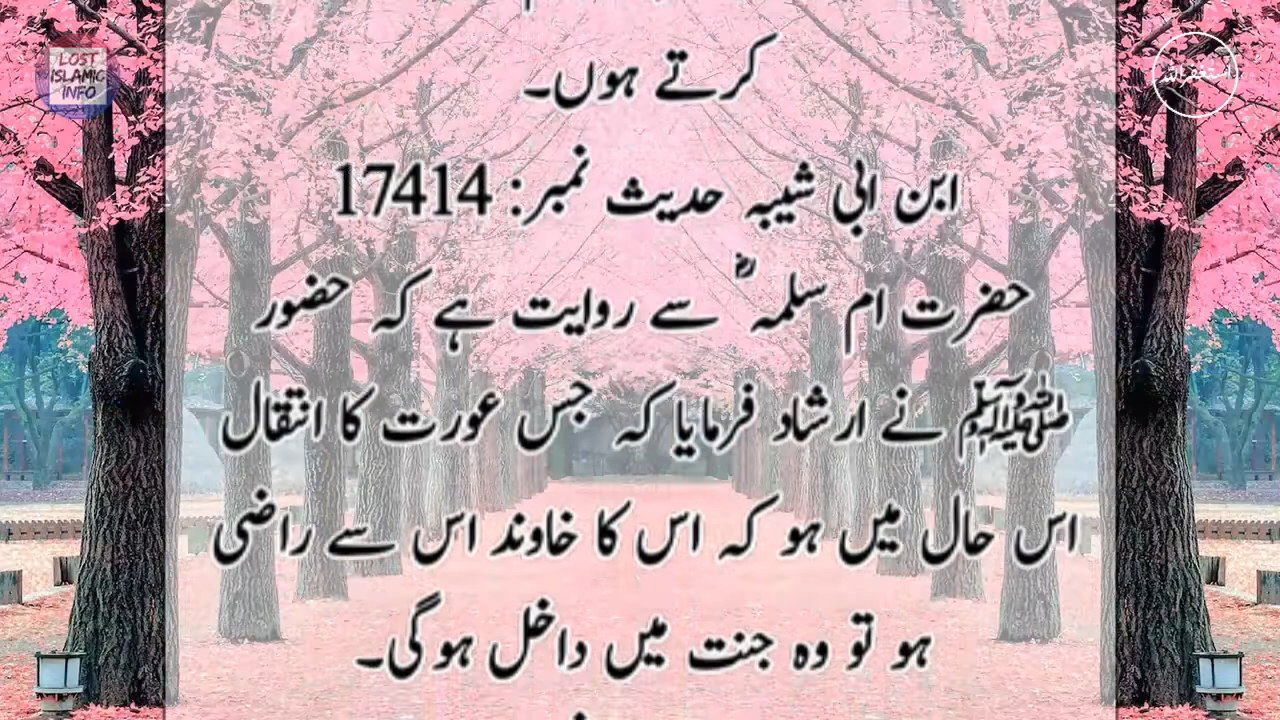 LOST
ISLAMIC
INFO
استغفراللہ
کرتے ہوں۔
ابن ابی شیبہ حدیث نمبر: 17414
حضرت ام سلمہ ؓ سے روایت ہے کہ حضور
ﷺ نے ارشاد فرمایا کہ جس عورت کا انتقال
اس حال میں ہو کہ اس کا خاوند اس سے راضی
ہو تو وہ جنت میں داخل ہوگی۔